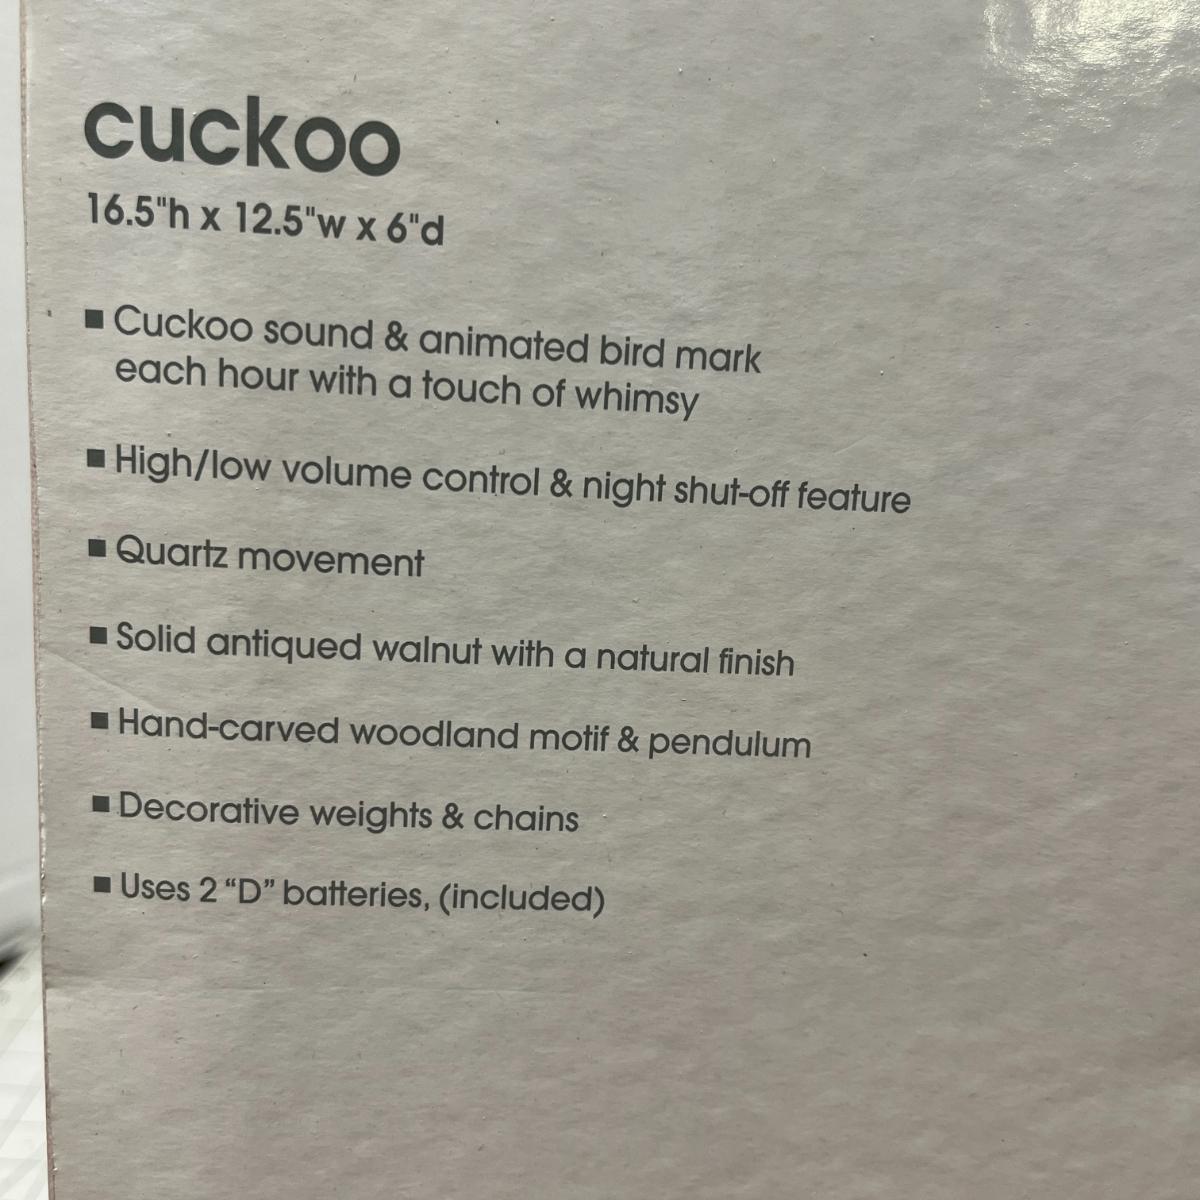 cuckoo
16.5"h x 12.5"w x 6"d
■ Cuckoo sound & animated bird mark
each hour with a touch of whimsy
■ High/low volume control & night shut-off feature
■ Quartz movement
■ Solid antiqued walnut with a natural finish
■ Hand-carved woodland motif & pendulum
■ Decorative weights & chains
■ Uses 2 “D” batteries, (included)